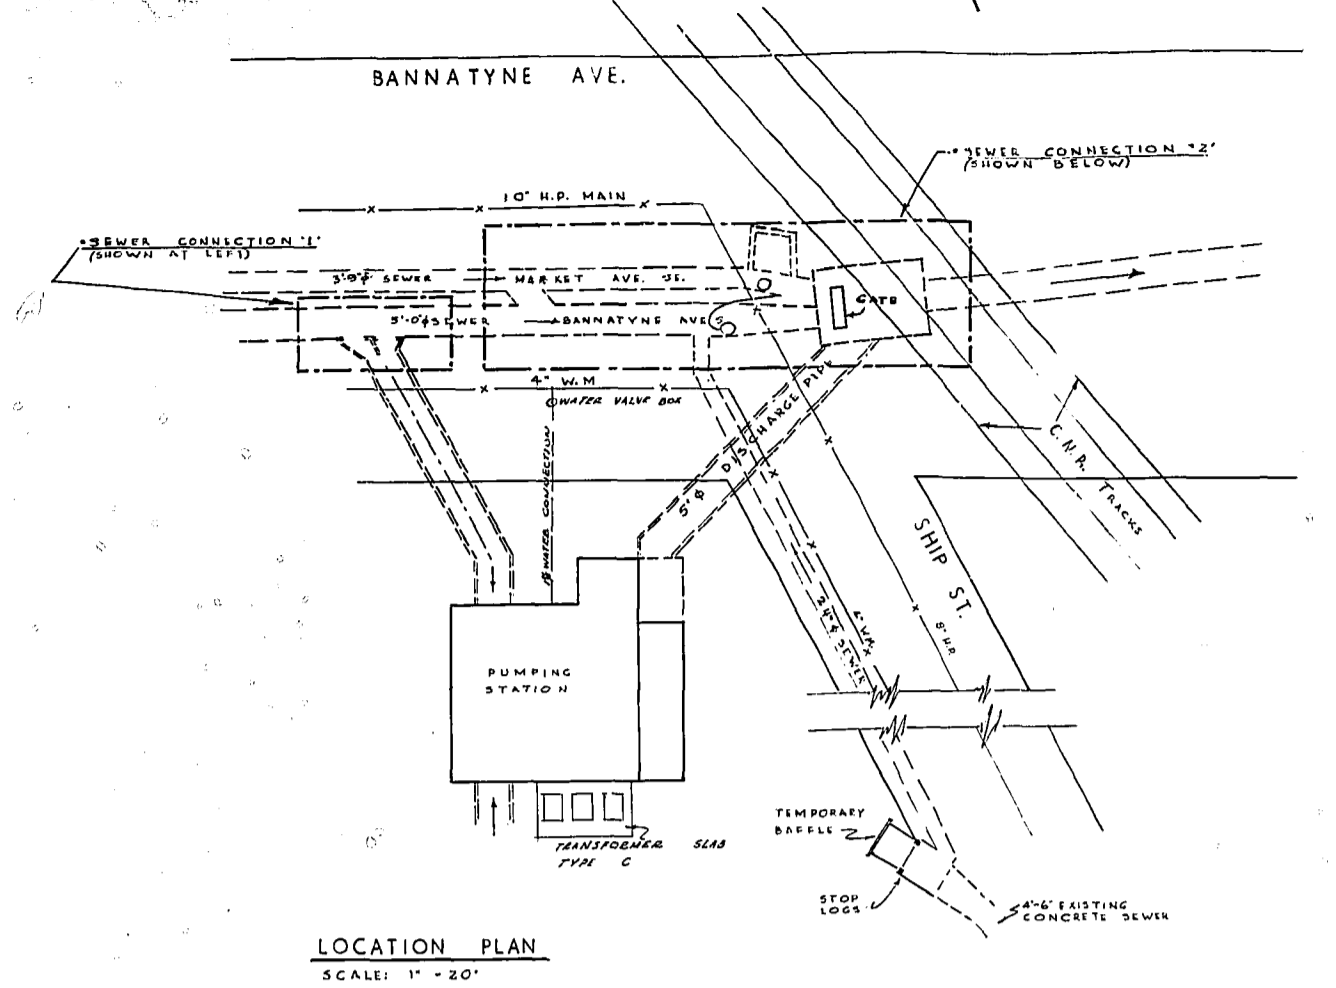 BANNATYNE AVE.
"SEWER CONNECTION "2"
(SHOWN BELOW)
10" H.P. MAIN
"SEWER CONNECTION "1"
(SHOWN AT LEFT)
3'-9"ϕ SEWER MARKET AVE. SE.
GATE
5'-0"ϕ SEWER BANNATYNE AVE
4" W.M
WATER VALVE BOX
5'ϕ DISCHARGE PIPE
C.N.R. TRACKS
WATER CONNECTION
SHIP ST.
24"ϕ SEWER
6" W.M.
8" H.P.
PUMPING
STATION
TRANSFORMER SLAB
TYPE C
TEMPORARY
BAFFLE
STOP
LOGS
4'-6" EXISTING
CONCRETE SEWER
LOCATION PLAN
SCALE: 1" - 20'